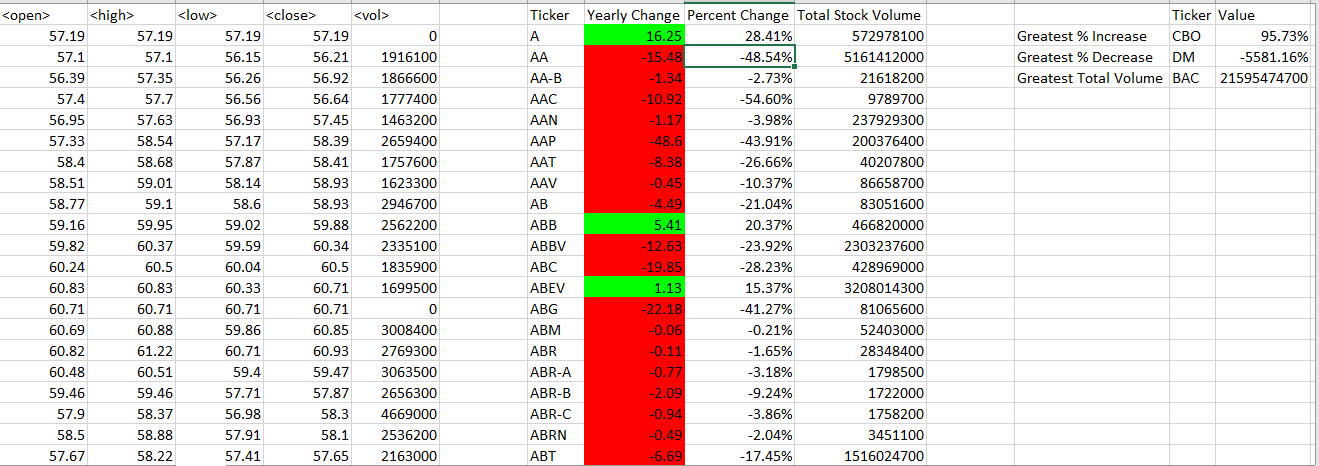 <open> <high> <low> <close> <vol> Ticker Yearly Change Percent Change Total Stock Volume Ticker Value
57.19 57.19 57.19 57.19 0 A 16.25 28.41% 572978100 Greatest % Increase CBO 95.73%
57.1 57.1 56.15 56.21 1916100 AA -15.48 -48.54% 5161412000 Greatest % Decrease DM -5581.16%
56.39 57.35 56.26 56.92 1866600 AA-B -1.34 -2.73% 21618200 Greatest Total Volume BAC 21595474700
57.4 57.7 56.56 56.64 1777400 AAC -10.92 -54.60% 9789700
56.95 57.63 56.93 57.45 1463200 AAN -1.17 -3.98% 237929300
57.33 58.54 57.17 58.39 2659400 AAP -48.6 -43.91% 200376400
58.4 58.68 57.87 58.41 1757600 AAT -8.38 -26.66% 40207800
58.51 59.01 58.14 58.93 1623300 AAV -0.45 -10.37% 86658700
58.77 59.1 58.6 58.93 2946700 AB -4.49 -21.04% 83051600
59.16 59.95 59.02 59.88 2562200 ABB 5.41 20.37% 466820000
59.82 60.37 59.59 60.34 2335100 ABBV -12.63 -23.92% 2303237600
60.24 60.5 60.04 60.5 1835900 ABC -19.85 -28.23% 428969000
60.83 60.83 60.33 60.71 1699500 ABEV 1.13 15.37% 3208014300
60.71 60.71 60.71 60.71 0 ABG -22.18 -41.27% 81065600
60.69 60.88 59.86 60.85 3008400 ABM -0.06 -0.21% 52403000
60.82 61.22 60.71 60.93 2769300 ABR -0.11 -1.65% 28348400
60.48 60.51 59.4 59.47 3063500 ABR-A -0.77 -3.18% 1798500
59.46 59.46 57.71 57.87 2656300 ABR-B -2.09 -9.24% 1722000
57.9 58.37 56.98 58.3 4669000 ABR-C -0.94 -3.86% 1758200
58.5 58.88 57.91 58.1 2536200 ABRN -0.49 -2.04% 3451100
57.67 58.22 57.41 57.65 2163000 ABT -6.69 -17.45% 1516024700